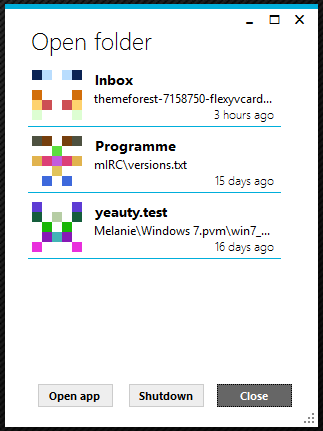 Open folder
Inbox
themeforest-7158750-flexyvcard...
3 hours ago
Programme
mIRC\versions.txt
15 days ago
yeauty.test
Melanie\Windows 7.pvm\win7_...
16 days ago
Open app Shutdown Close